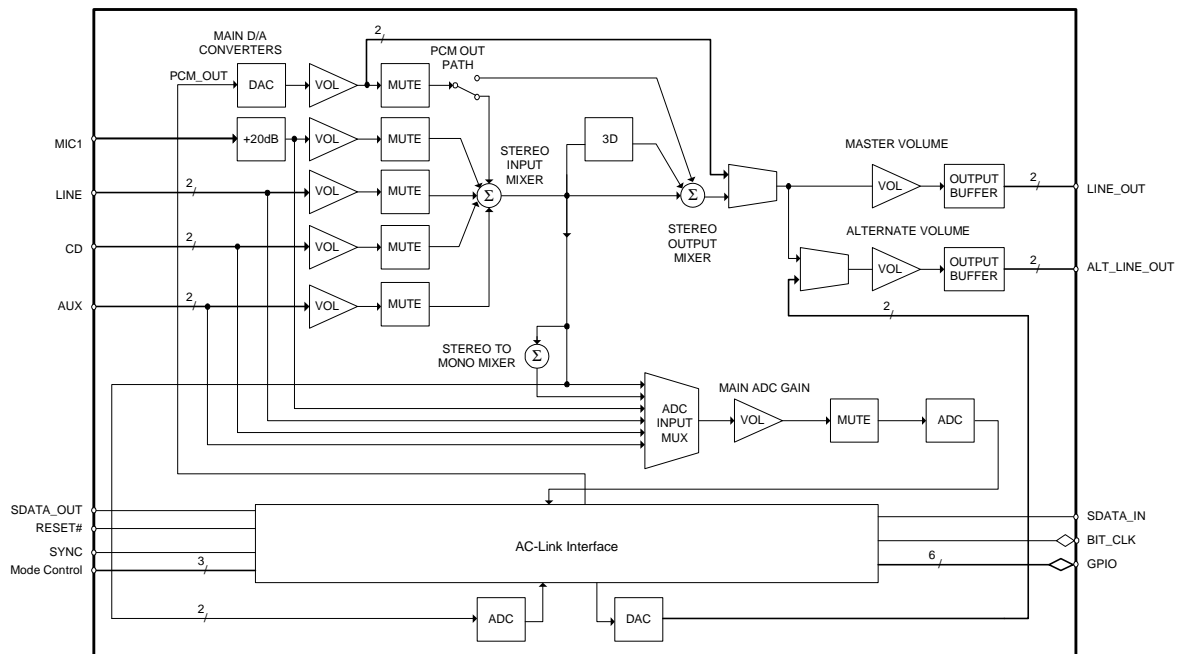 MAIN D/A
CONVERTERS
2
PCM OUT
PATH
PCM_OUT
DAC
VOL
MUTE
MIC1
+20dB
VOL
MUTE
STEREO
INPUT
MIXER
3D
MASTER VOLUME
LINE
2
VOL
MUTE
Σ
Σ
VOL
OUTPUT
BUFFER
2
LINE_OUT
STEREO
OUTPUT
MIXER
ALTERNATE VOLUME
CD
2
VOL
MUTE
VOL
OUTPUT
BUFFER
2
ALT_LINE_OUT
AUX
2
VOL
MUTE
2
STEREO TO
MONO MIXER
Σ
ADC
INPUT
MUX
MAIN ADC GAIN
VOL
MUTE
ADC
SDATA_OUT
RESET#
SYNC
Mode Control
3
AC-Link Interface
SDATA_IN
BIT_CLK
6
GPIO
2
ADC
DAC